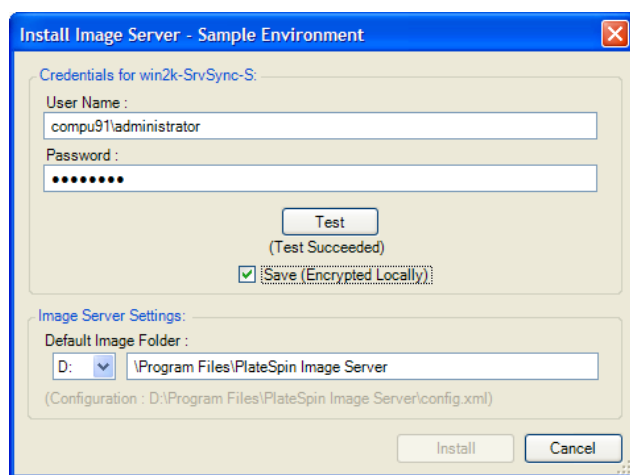 Install Image Server - Sample Environment
Credentials for win2k-SrvSync-S:
User Name :
compu91\administrator
Password :
●●●●●●●●
Test
(Test Succeeded)
Save (Encrypted Locally)
Image Server Settings:
Default Image Folder :
D: \Program Files\PlateSpin Image Server
(Configuration : D:\Program Files\PlateSpin Image Server\config.xml)
Install Cancel